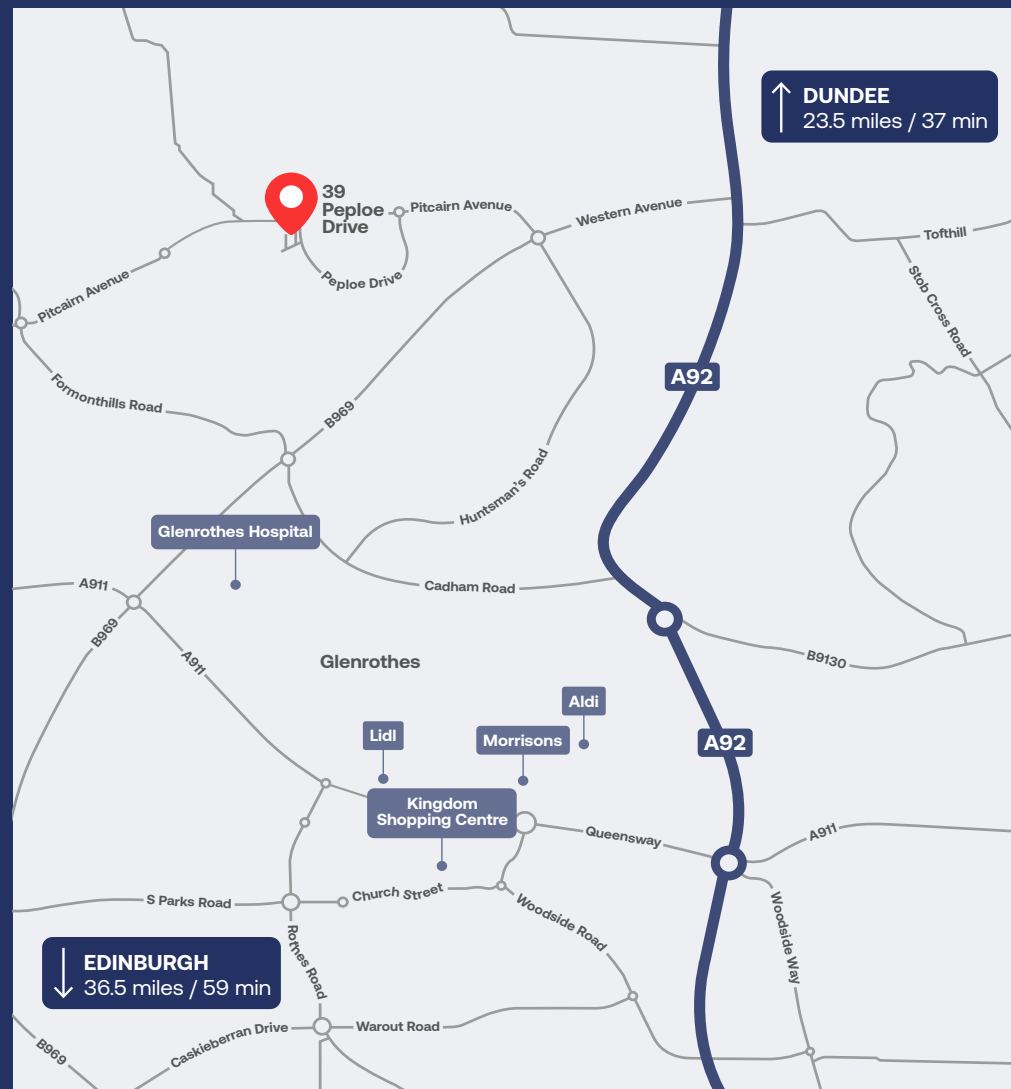 DUNDEE
23.5 miles / 37 min
39
Peploe
Drive
Pitcairn Avenue
Western Avenue
Tofthill
Pitcairn Avenue
Peploe Drive
Stob Cross Road
A92
Formonthills Road
B969
Huntsman's Road
Glenrothes Hospital
A911
Cadham Road
B969
A911
Glenrothes
B9130
Aldi
Lidl
Morrisons
A92
Kingdom
Shopping Centre
Queensway
A911
S Parks Road
Church Street
Woodside Road
Woodside Way
Rothes Road
EDINBURGH
36.5 miles / 59 min
Caskieberran Drive
Warout Road
B969